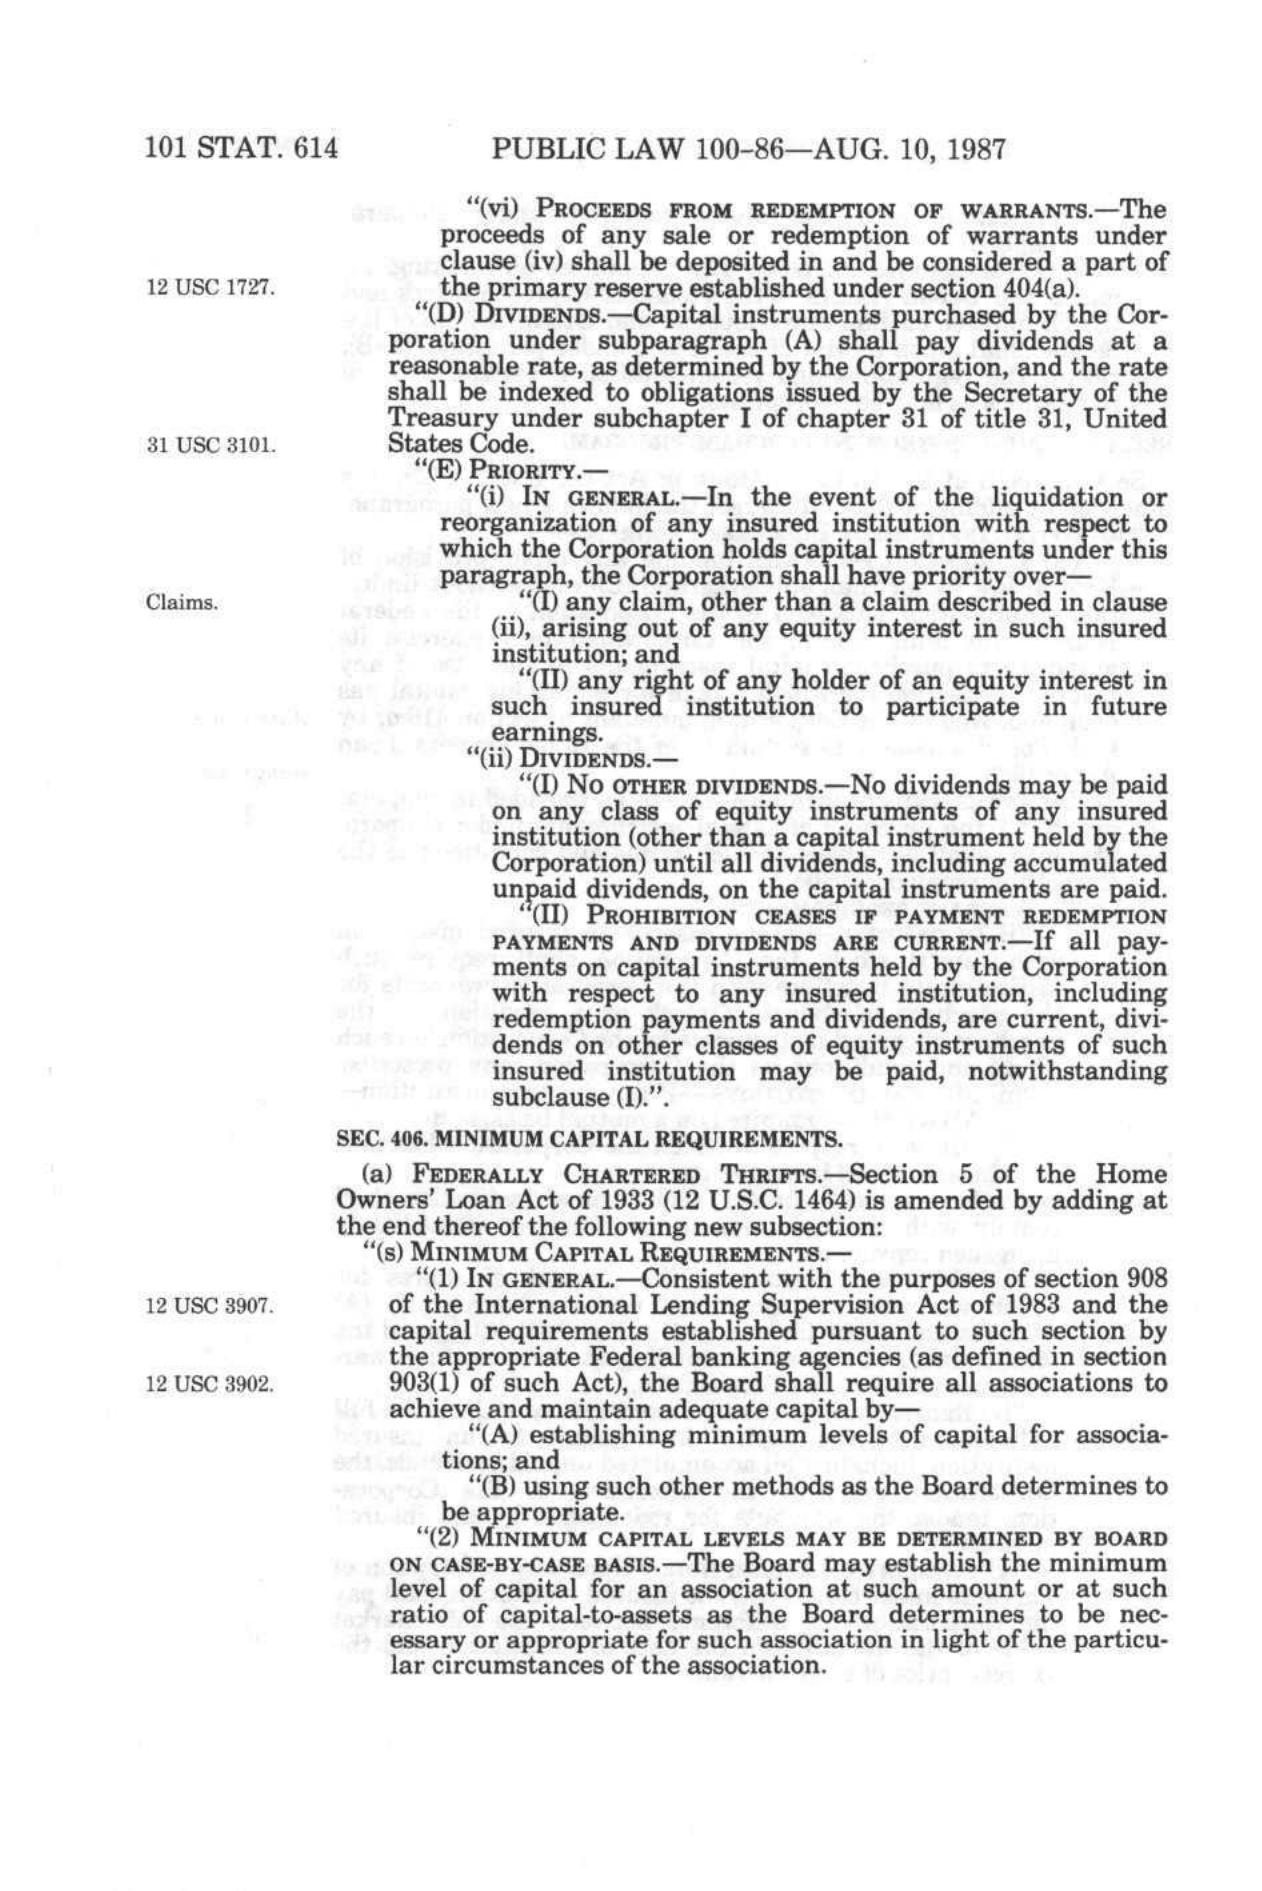 101 STAT. 614 PUBLIC LAW 100-86—AUG. 10, 1987
"(vi) PROCEEDS FROM REDEMPTION OF WARRANTS.—The
proceeds of any sale or redemption of warrants under
clause (iv) shall be deposited in and be considered a part of
12 USC 1727. the primary reserve established under section 404(a).
"(D) DIVIDENDS.—Capital instruments purchased by the Cor-
poration under subparagraph (A) shall pay dividends at a
reasonable rate, as determined by the Corporation, and the rate
shall be indexed to obligations issued by the Secretary of the
Treasury under subchapter I of chapter 31 of title 31, United
31 USC 3101. States Code.
"(E) PRIORITY.—
"(i) IN GENERAL.—In the event of the liquidation or
reorganization of any insured institution with respect to
which the Corporation holds capital instruments under this
paragraph, the Corporation shall have priority over—
Claims. "(I) any claim, other than a claim described in clause
(ii), arising out of any equity interest in such insured
institution; and
"(II) any right of any holder of an equity interest in
such insured institution to participate in future
earnings.
"(ii) DIVIDENDS.—
"(I) NO OTHER DIVIDENDS.—No dividends may be paid
on any class of equity instruments of any insured
institution (other than a capital instrument held by the
Corporation) until all dividends, including accumulated
unpaid dividends, on the capital instruments are paid.
"(II) PROHIBITION CEASES IF PAYMENT REDEMPTION
PAYMENTS AND DIVIDENDS ARE CURRENT.—If all pay-
ments on capital instruments held by the Corporation
with respect to any insured institution, including
redemption payments and dividends, are current, divi-
dends on other classes of equity instruments of such
insured institution may be paid, notwithstanding
subclause (I).".
SEC. 406. MINIMUM CAPITAL REQUIREMENTS.
(a) FEDERALLY CHARTERED THRIFTS.—Section 5 of the Home
Owners' Loan Act of 1933 (12 U.S.C. 1464) is amended by adding at
the end thereof the following new subsection:
"(s) MINIMUM CAPITAL REQUIREMENTS.—
"(1) IN GENERAL.—Consistent with the purposes of section 908
12 USC 3907. of the International Lending Supervision Act of 1983 and the
capital requirements established pursuant to such section by
the appropriate Federal banking agencies (as defined in section
12 USC 3902. 903(1) of such Act), the Board shall require all associations to
achieve and maintain adequate capital by—
"(A) establishing minimum levels of capital for associa-
tions; and
"(B) using such other methods as the Board determines to
be appropriate.
"(2) MINIMUM CAPITAL LEVELS MAY BE DETERMINED BY BOARD
ON CASE-BY-CASE BASIS.—The Board may establish the minimum
level of capital for an association at such amount or at such
ratio of capital-to-assets as the Board determines to be nec-
essary or appropriate for such association in light of the particu-
lar circumstances of the association.